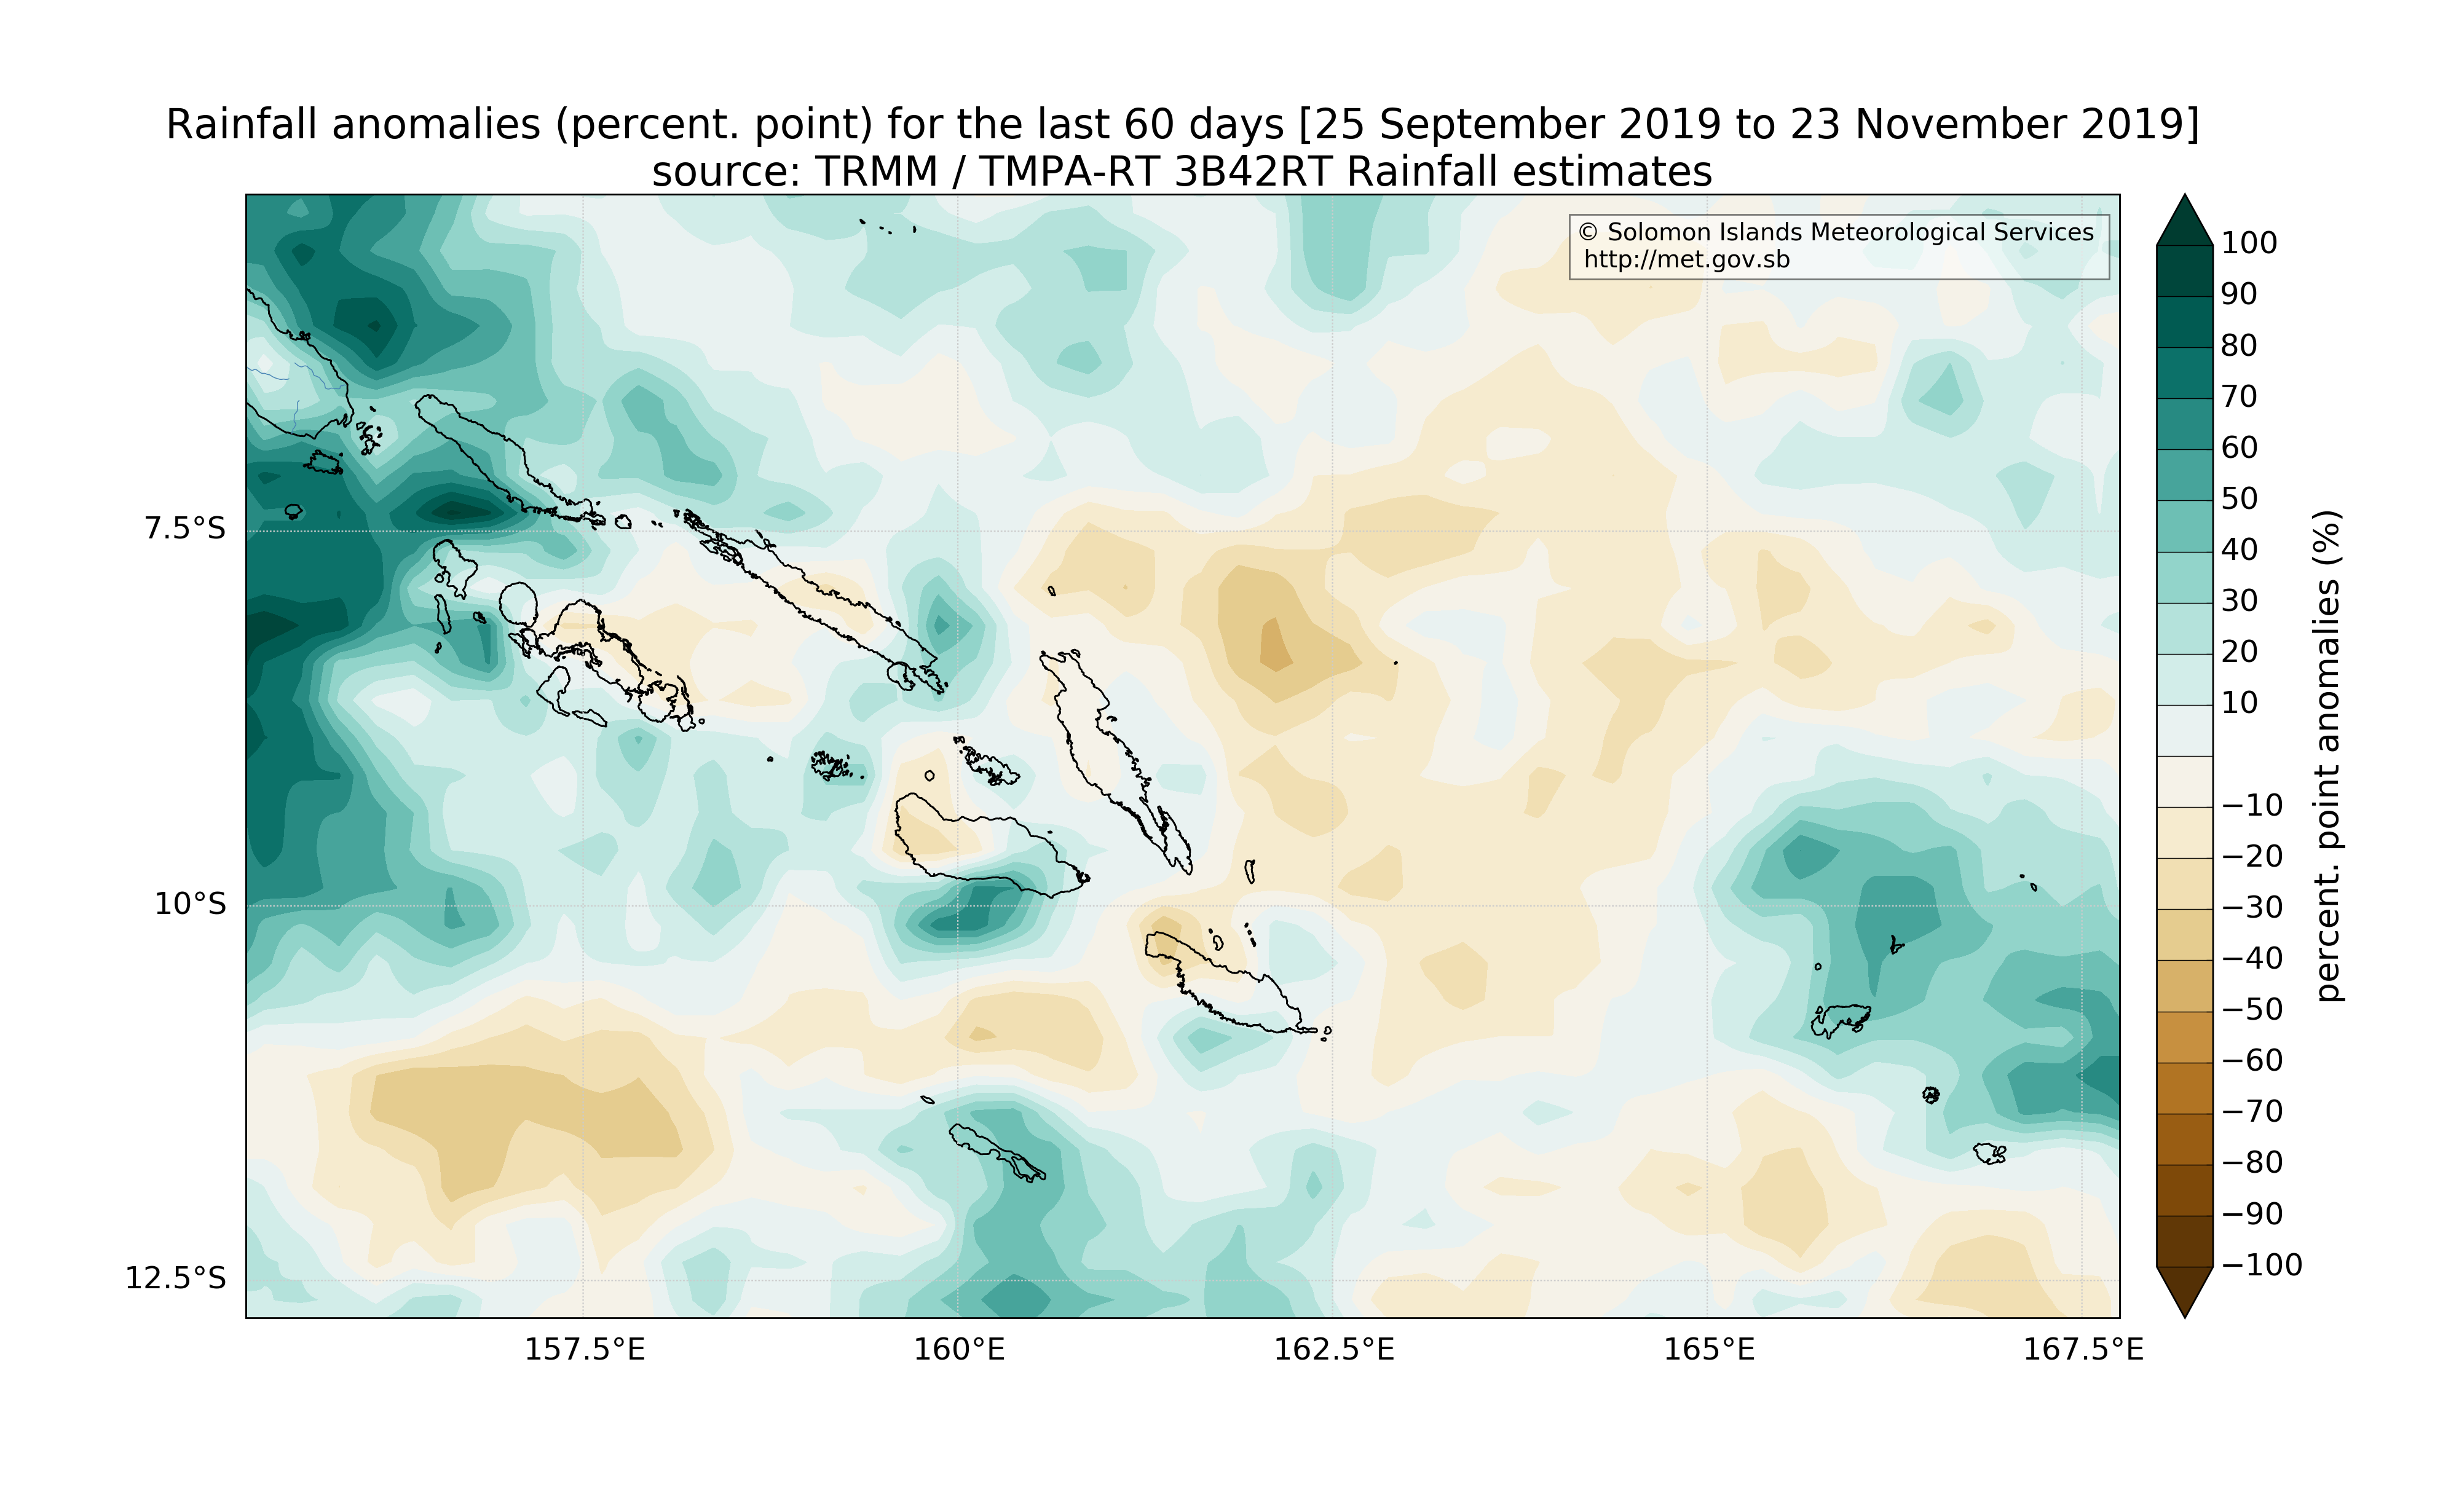 Rainfall anomalies (percent. point) for the last 60 days [25 September 2019 to 23 November 2019]
source: TRMM / TMPA-RT 3B42RT Rainfall estimates
© Solomon Islands Meteorological Services
http://met.gov.sb
7.5°S
10°S
12.5°S
157.5°E
160°E
162.5°E
165°E
167.5°E
100
90
80
70
60
50
40
30
20
10
−10
−20
−30
−40
−50
−60
−70
−80
−90
−100
percent. point anomalies (%)